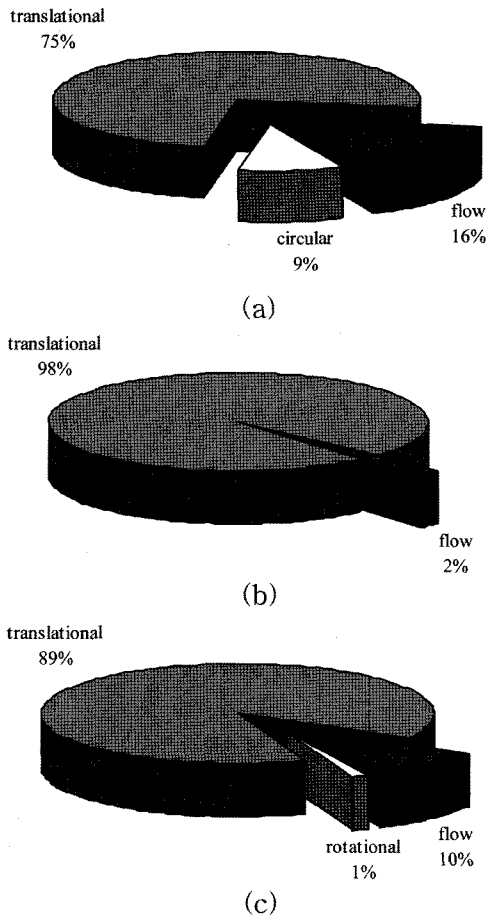 translational
75%
flow
16%
circular
9%
(a)
translational
98%
flow
2%
(b)
translational
89%
rotational
1%
flow
10%
(c)